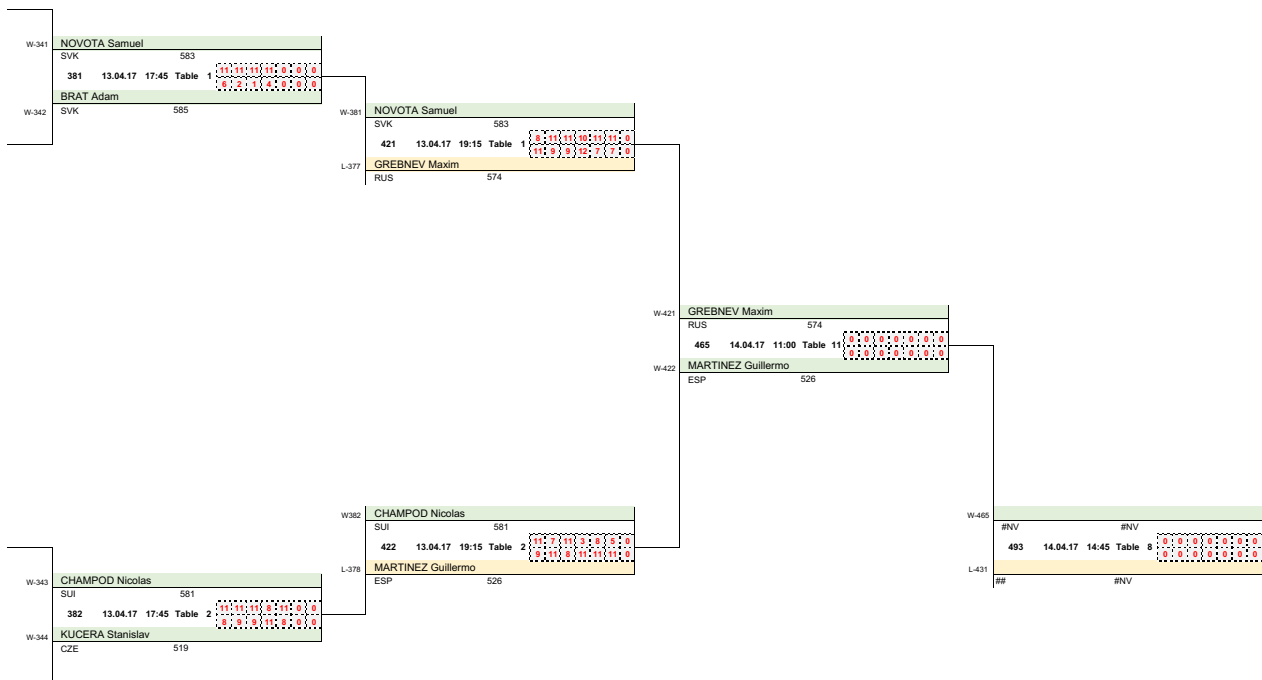 W-341 NOVOTA Samuel
SVK 583
11 11 11 11 0 0 0
381 13.04.17 17:45 Table 1
6 2 1 4 0 0 0
BRAT Adam
W-342 SVK 585
W-381 NOVOTA Samuel
SVK 583
8 11 11 10 11 11 0
421 13.04.17 19:15 Table 1
11 9 9 12 7 7 0
L-377 GREBNEV Maxim
RUS 574
W-421 GREBNEV Maxim
RUS 574
0 0 0 0 0 0 0
465 14.04.17 11:00 Table 11
0 0 0 0 0 0 0
W-422 MARTINEZ Guillermo
ESP 526
W382 CHAMPOD Nicolas
SUI 581
11 7 11 3 8 5 0
422 13.04.17 19:15 Table 2
9 11 8 11 11 11 0
L-378 MARTINEZ Guillermo
ESP 526
W-465
#NV #NV
0 0 0 0 0 0 0
493 14.04.17 14:45 Table 8
0 0 0 0 0 0 0
L-431
## #NV
W-343 CHAMPOD Nicolas
SUI 581
11 11 11 8 11 0 0
382 13.04.17 17:45 Table 2
8 9 9 11 8 0 0
W-344 KUCERA Stanislav
CZE 519